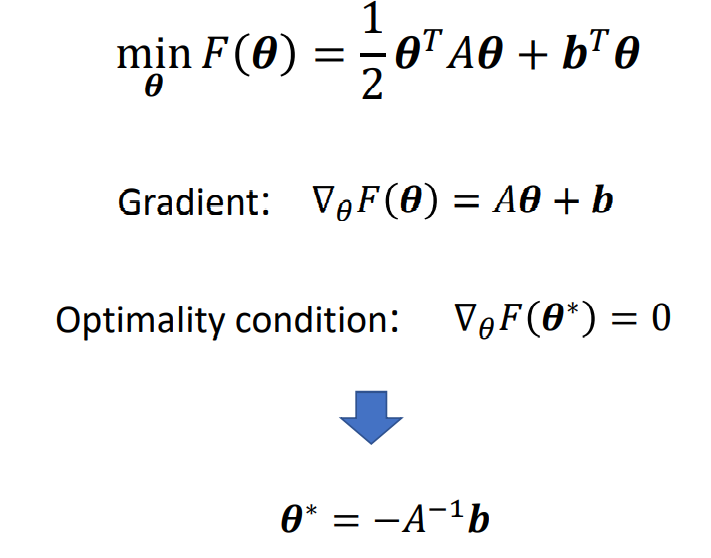 min_θ F(θ) = 1/2 θ^T Aθ + b^T θ
Gradient: ∇_θ F(θ) = Aθ + b
Optimality condition: ∇_θ F(θ*) = 0
θ* = −A^{−1} b